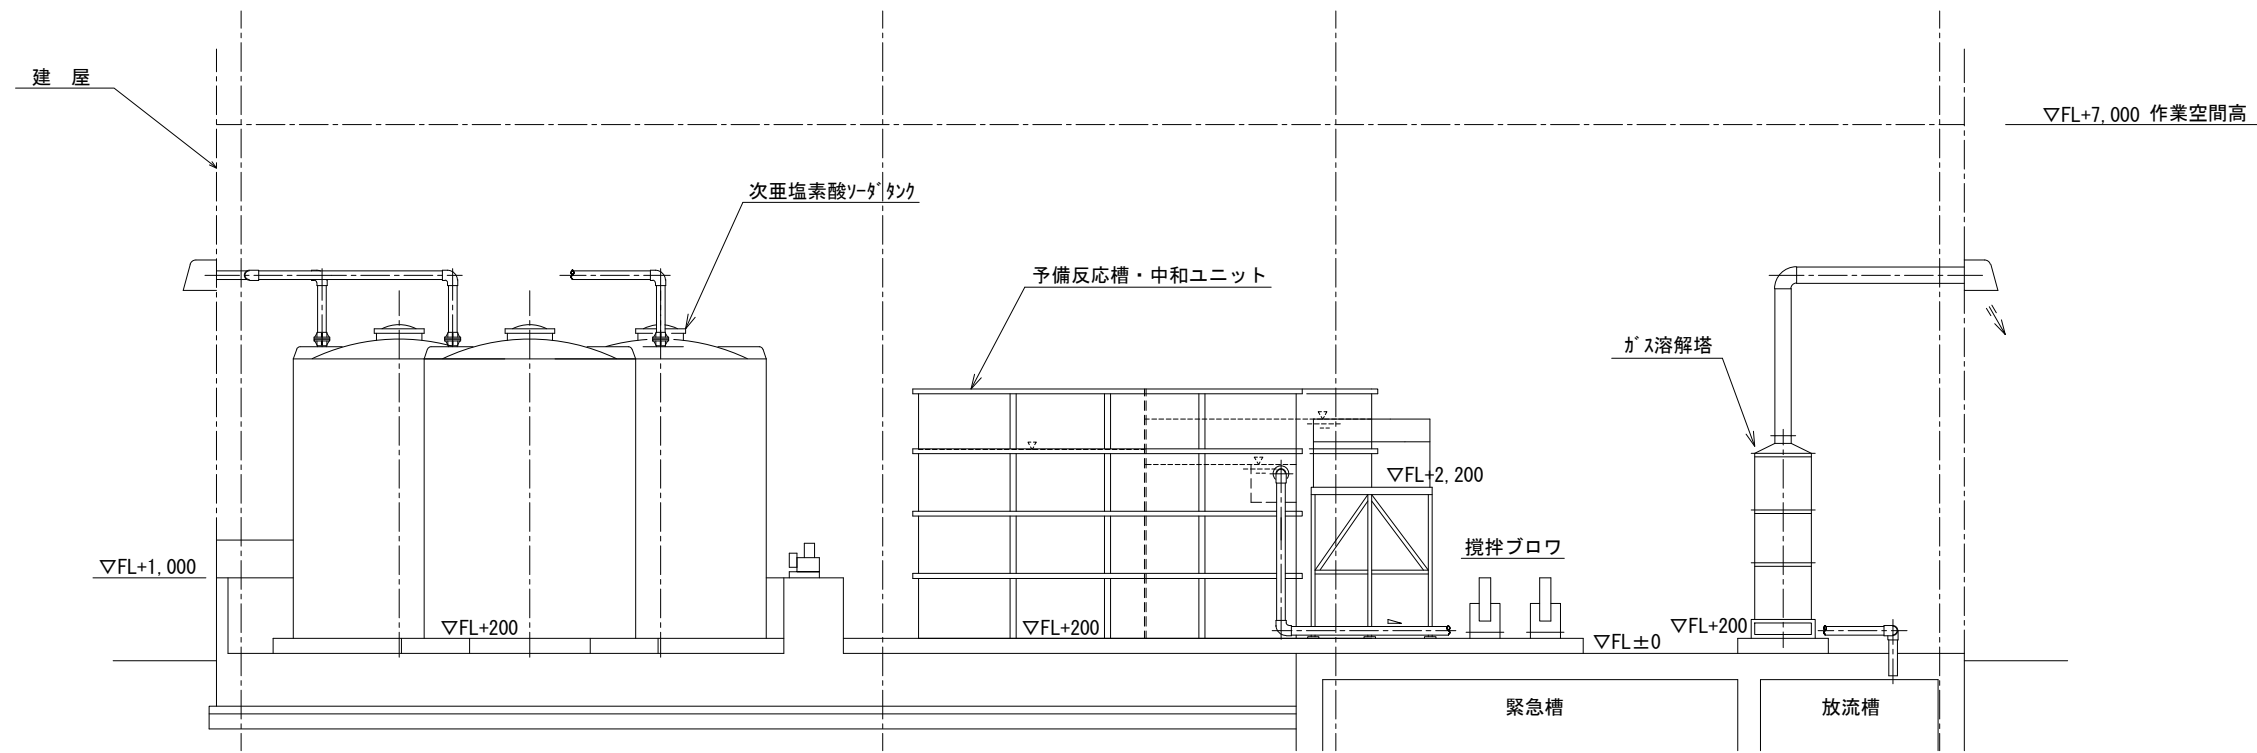 建　屋
▽FL+7,000 作業空間高
次亜塩素酸ｿｰﾀﾞﾀﾝｸ
予備反応槽・中和ユニット
ｶﾞｽ溶解塔
▽FL+2,200
撹拌ブロワ
▽FL+1,000
▽FL+200
▽FL+200
▽FL+200
▽FL±0
緊急槽
放流槽